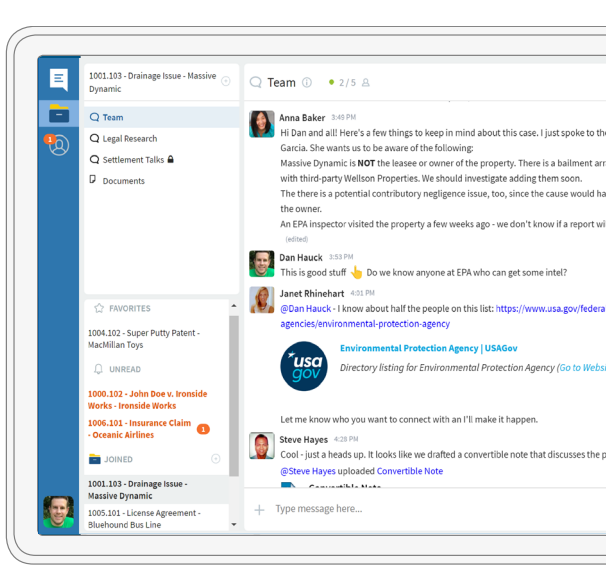 1001.103 - Drainage Issue - Massive
Dynamic
Team
Legal Research
Settlement Talks
Documents
1
FAVORITES
1004.102 - Super Putty Patent -
MacMillan Toys
UNREAD
1000.102 - John Doe v. Ironside
Works - Ironside Works
1006.101 - Insurance Claim
- Oceanic Airlines
1
JOINED
1001.103 - Drainage Issue -
Massive Dynamic
1005.101 - License Agreement -
Bluehound Bus Line
Team 2/5
Anna Baker 3:45 PM
Hi Dan and all! Here's a few things to keep in mind about this case. I just spoke to the
Garcia. She wants us to be aware of the following:
Massive Dynamic is NOT the leasee or owner of the property. There is a bailment arr
with third-party Wellson Properties. We should investigate adding them soon.
The there is a potential contributory negligence issue, too, since the cause would ha
the owner.
An EPA inspector visited the property a few weeks ago - we don't know if a report wi
(edited)
Dan Hauck 3:53 PM
This is good stuff 👆 Do we know anyone at EPA who can get some intel?
Janet Rhinehart 4:01 PM
@Dan Hauck - I know about half the people on this list: https://www.usa.gov/federal
agencies/environmental-protection-agency
usa
gov
Environmental Protection Agency | USAGov
Directory listing for Environmental Protection Agency (Go to Websi
Let me know who you want to connect with an I'll make it happen.
Steve Hayes 4:28 PM
Cool - just a heads up. It looks like we drafted a convertible note that discusses the p
@Steve Hayes uploaded Convertible Note
Convertible Note
Type message here...